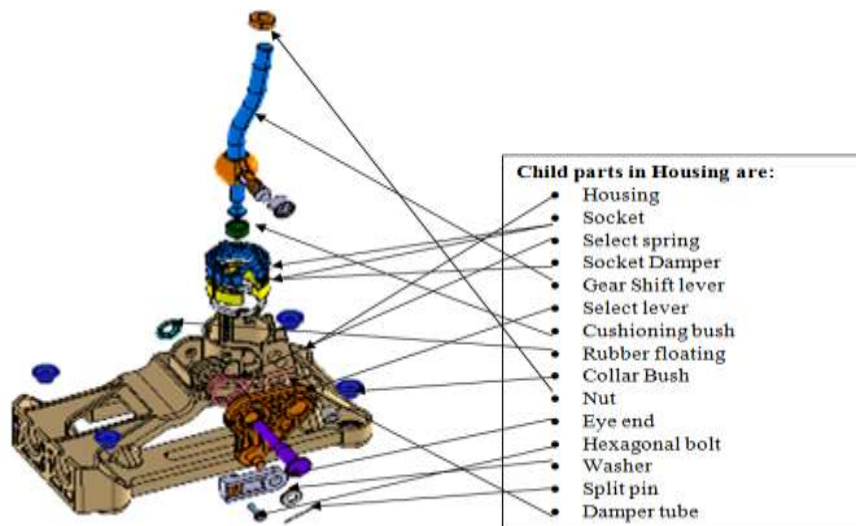 Child parts in Housing are:
• Housing
• Socket
• Select spring
• Socket Damper
• Gear Shift lever
• Select lever
• Cushioning bush
• Rubber floating
• Collar Bush
• Nut
• Eye end
• Hexagonal bolt
• Washer
• Split pin
• Damper tube